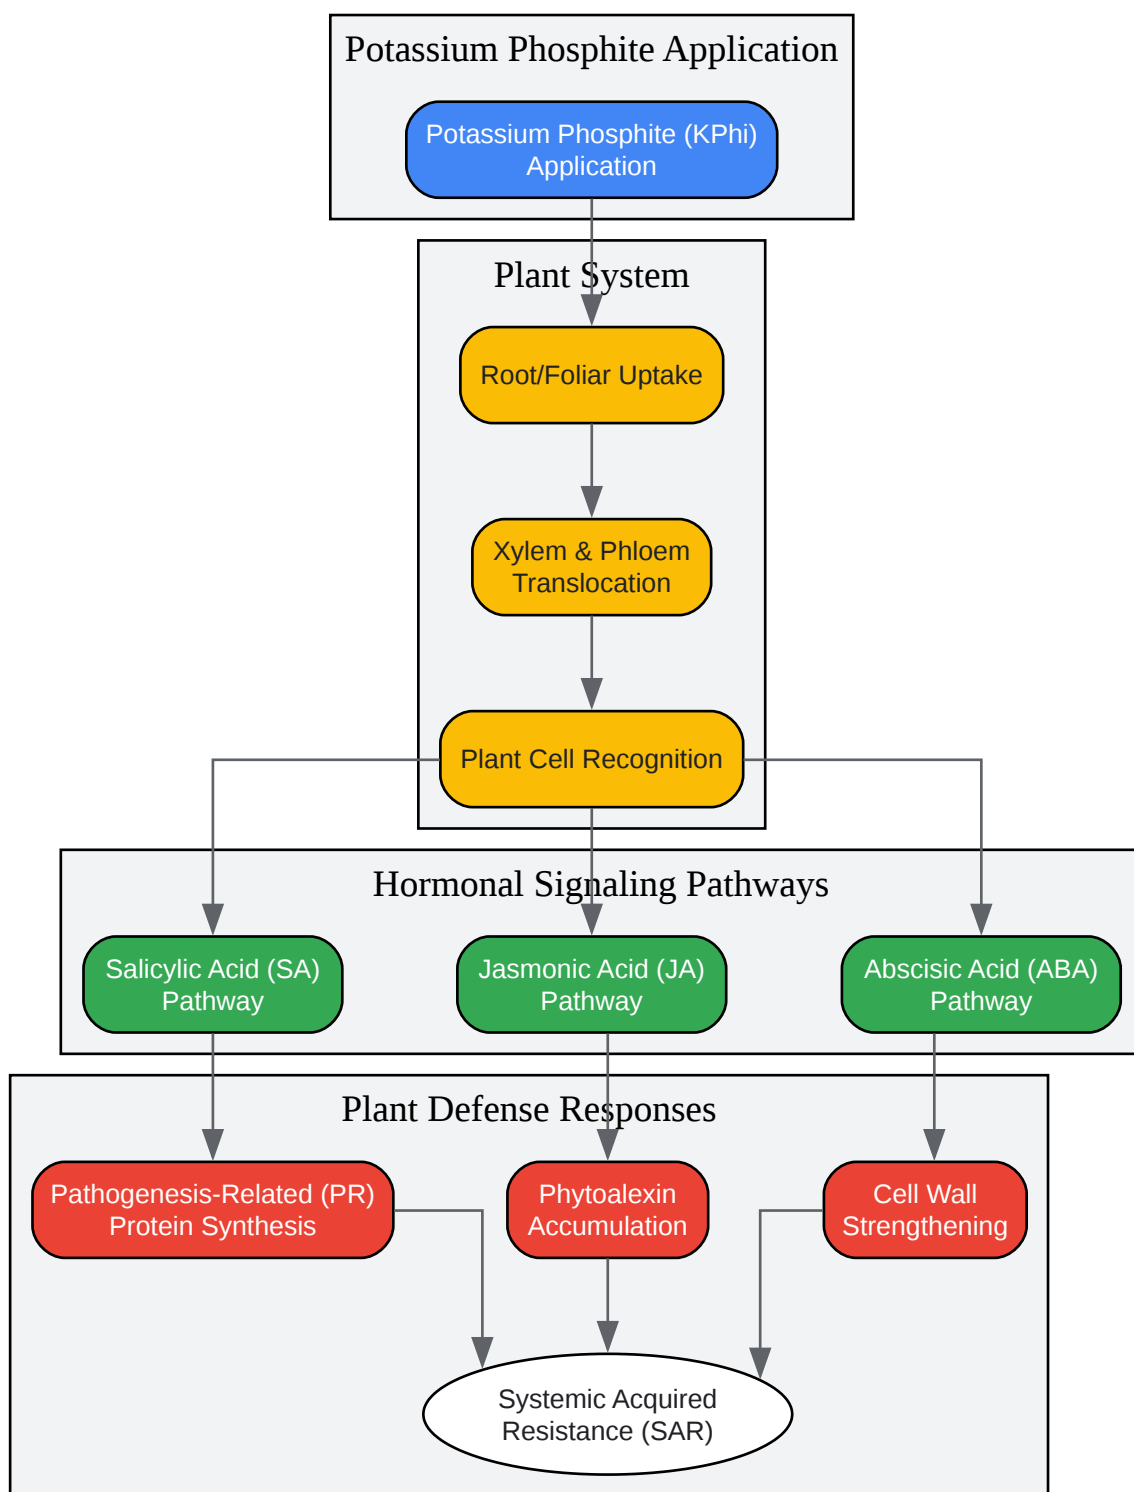 Potassium Phosphite Application
Potassium Phosphite (KPhi)
Application
Plant System
Root/Foliar Uptake
Xylem & Phloem
Translocation
Plant Cell Recognition
Hormonal Signaling Pathways
Salicylic Acid (SA)
Pathway
Jasmonic Acid (JA)
Pathway
Abscisic Acid (ABA)
Pathway
Plant Defense Responses
Pathogenesis-Related (PR)
Protein Synthesis
Phytoalexin
Accumulation
Cell Wall
Strengthening
Systemic Acquired
Resistance (SAR)